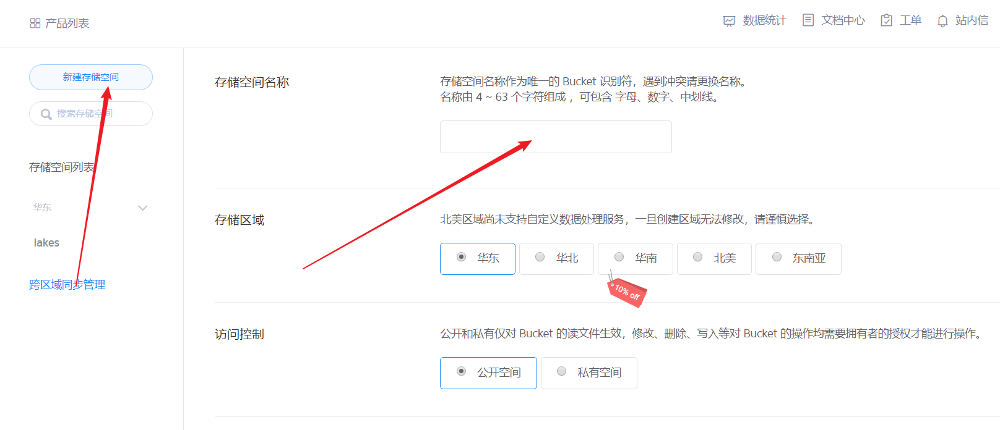 产品列表
数据统计
文档中心
工单
站内信
新建存储空间
搜索存储空间
存储空间列表
华东
lakes
跨区域同步管理
存储空间名称
存储空间名称作为唯一的 Bucket 识别符，遇到冲突请更换名称。
名称由 4 ~ 63 个字符组成 ，可包含 字母、数字、中划线。
存储区域
北美区域尚未支持自定义数据处理服务，一旦创建区域无法修改，请谨慎选择。
华东
华北
华南
北美
东南亚
10% off
访问控制
公开和私有仅对 Bucket 的读文件生效，修改、删除、写入等对 Bucket 的操作均需要拥有者的授权才能进行操作。
公开空间
私有空间